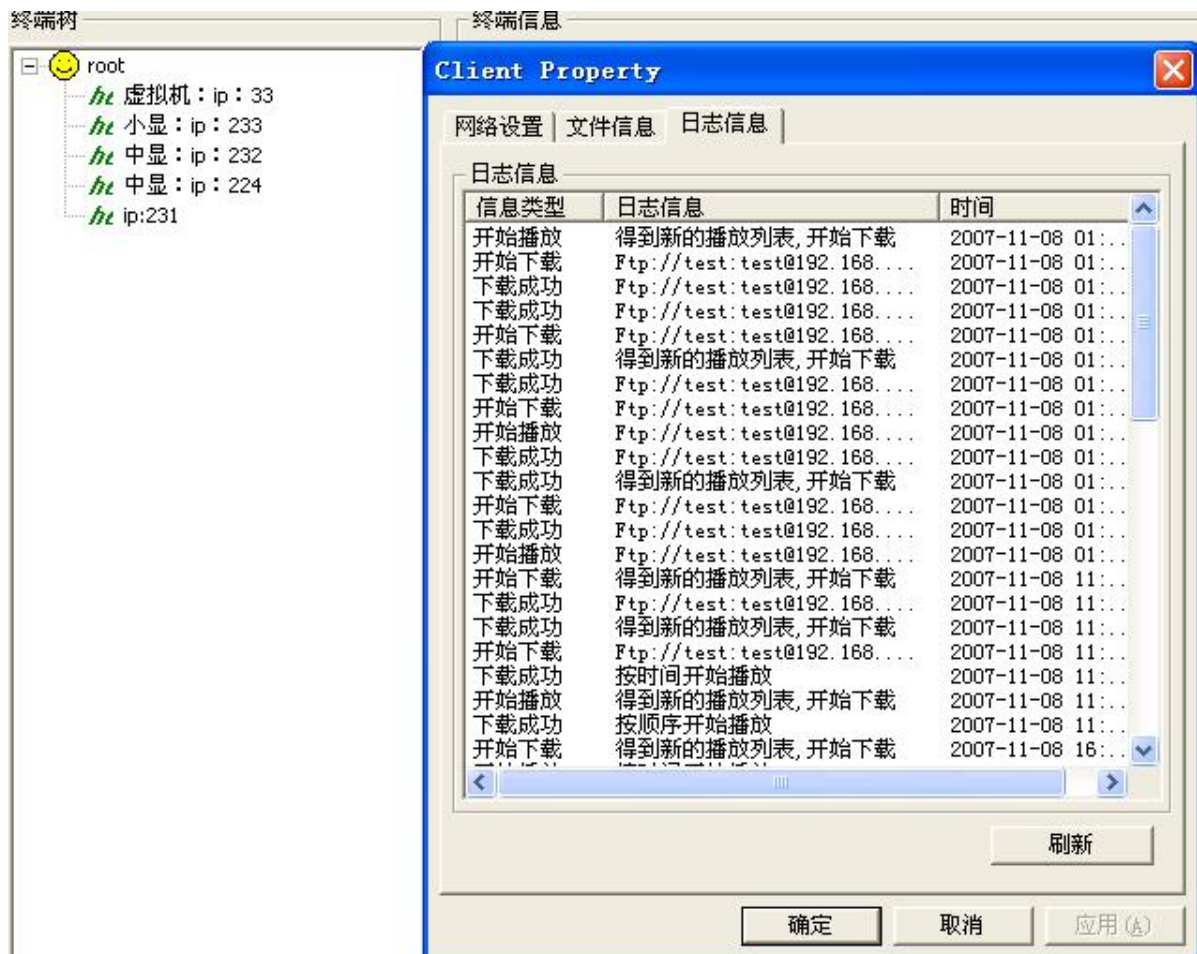 终端树
终端信息
root
ht 虚拟机：ip：33
ht 小显：ip：233
ht 中显：ip：232
ht 中显：ip：224
ht ip:231
Client Property
网络设置 文件信息 日志信息
日志信息
信息类型 日志信息 时间
开始播放 得到新的播放列表,开始下载 2007-11-08 01:..
开始下载 Ftp://test:test@192.168.... 2007-11-08 01:..
下载成功 Ftp://test:test@192.168.... 2007-11-08 01:..
下载成功 Ftp://test:test@192.168.... 2007-11-08 01:..
开始下载 Ftp://test:test@192.168.... 2007-11-08 01:..
下载成功 得到新的播放列表,开始下载 2007-11-08 01:..
下载成功 Ftp://test:test@192.168.... 2007-11-08 01:..
开始下载 Ftp://test:test@192.168.... 2007-11-08 01:..
开始播放 Ftp://test:test@192.168.... 2007-11-08 01:..
下载成功 Ftp://test:test@192.168.... 2007-11-08 01:..
下载成功 得到新的播放列表,开始下载 2007-11-08 01:..
开始下载 Ftp://test:test@192.168.... 2007-11-08 01:..
下载成功 Ftp://test:test@192.168.... 2007-11-08 01:..
开始播放 Ftp://test:test@192.168.... 2007-11-08 01:..
开始下载 得到新的播放列表,开始下载 2007-11-08 11:..
下载成功 Ftp://test:test@192.168.... 2007-11-08 11:..
下载成功 得到新的播放列表,开始下载 2007-11-08 11:..
开始下载 Ftp://test:test@192.168.... 2007-11-08 11:..
下载成功 按时间开始播放 2007-11-08 11:..
开始播放 得到新的播放列表,开始下载 2007-11-08 11:..
下载成功 按顺序开始播放 2007-11-08 11:..
开始下载 得到新的播放列表,开始下载 2007-11-08 16:..
刷新
确定 取消 应用(A)